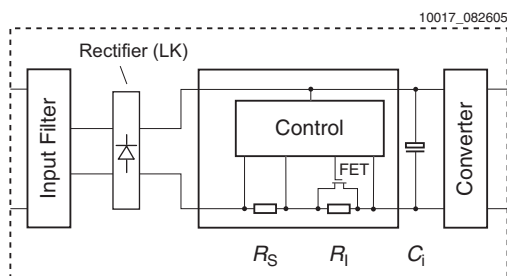 10017_082605
Rectifier (LK)
Input Filter
Control
FET
Converter
RS
RI
Ci